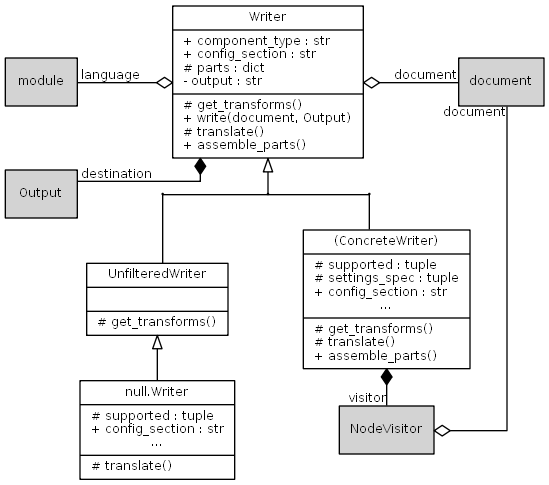 Writer
+ component_type : str
+ config_section : str
# parts : dict
- output : str
# get_transforms()
+ write(document, Output)
# translate()
+ assemble_parts()
module
language
document
document
document
Output
destination
UnfilteredWriter
# get_transforms()
(ConcreteWriter)
# supported : tuple
# settings_spec : tuple
+ config_section : str
...
# get_transforms()
# translate()
+ assemble_parts()
null.Writer
# supported : tuple
+ config_section : str
...
# translate()
visitor
NodeVisitor